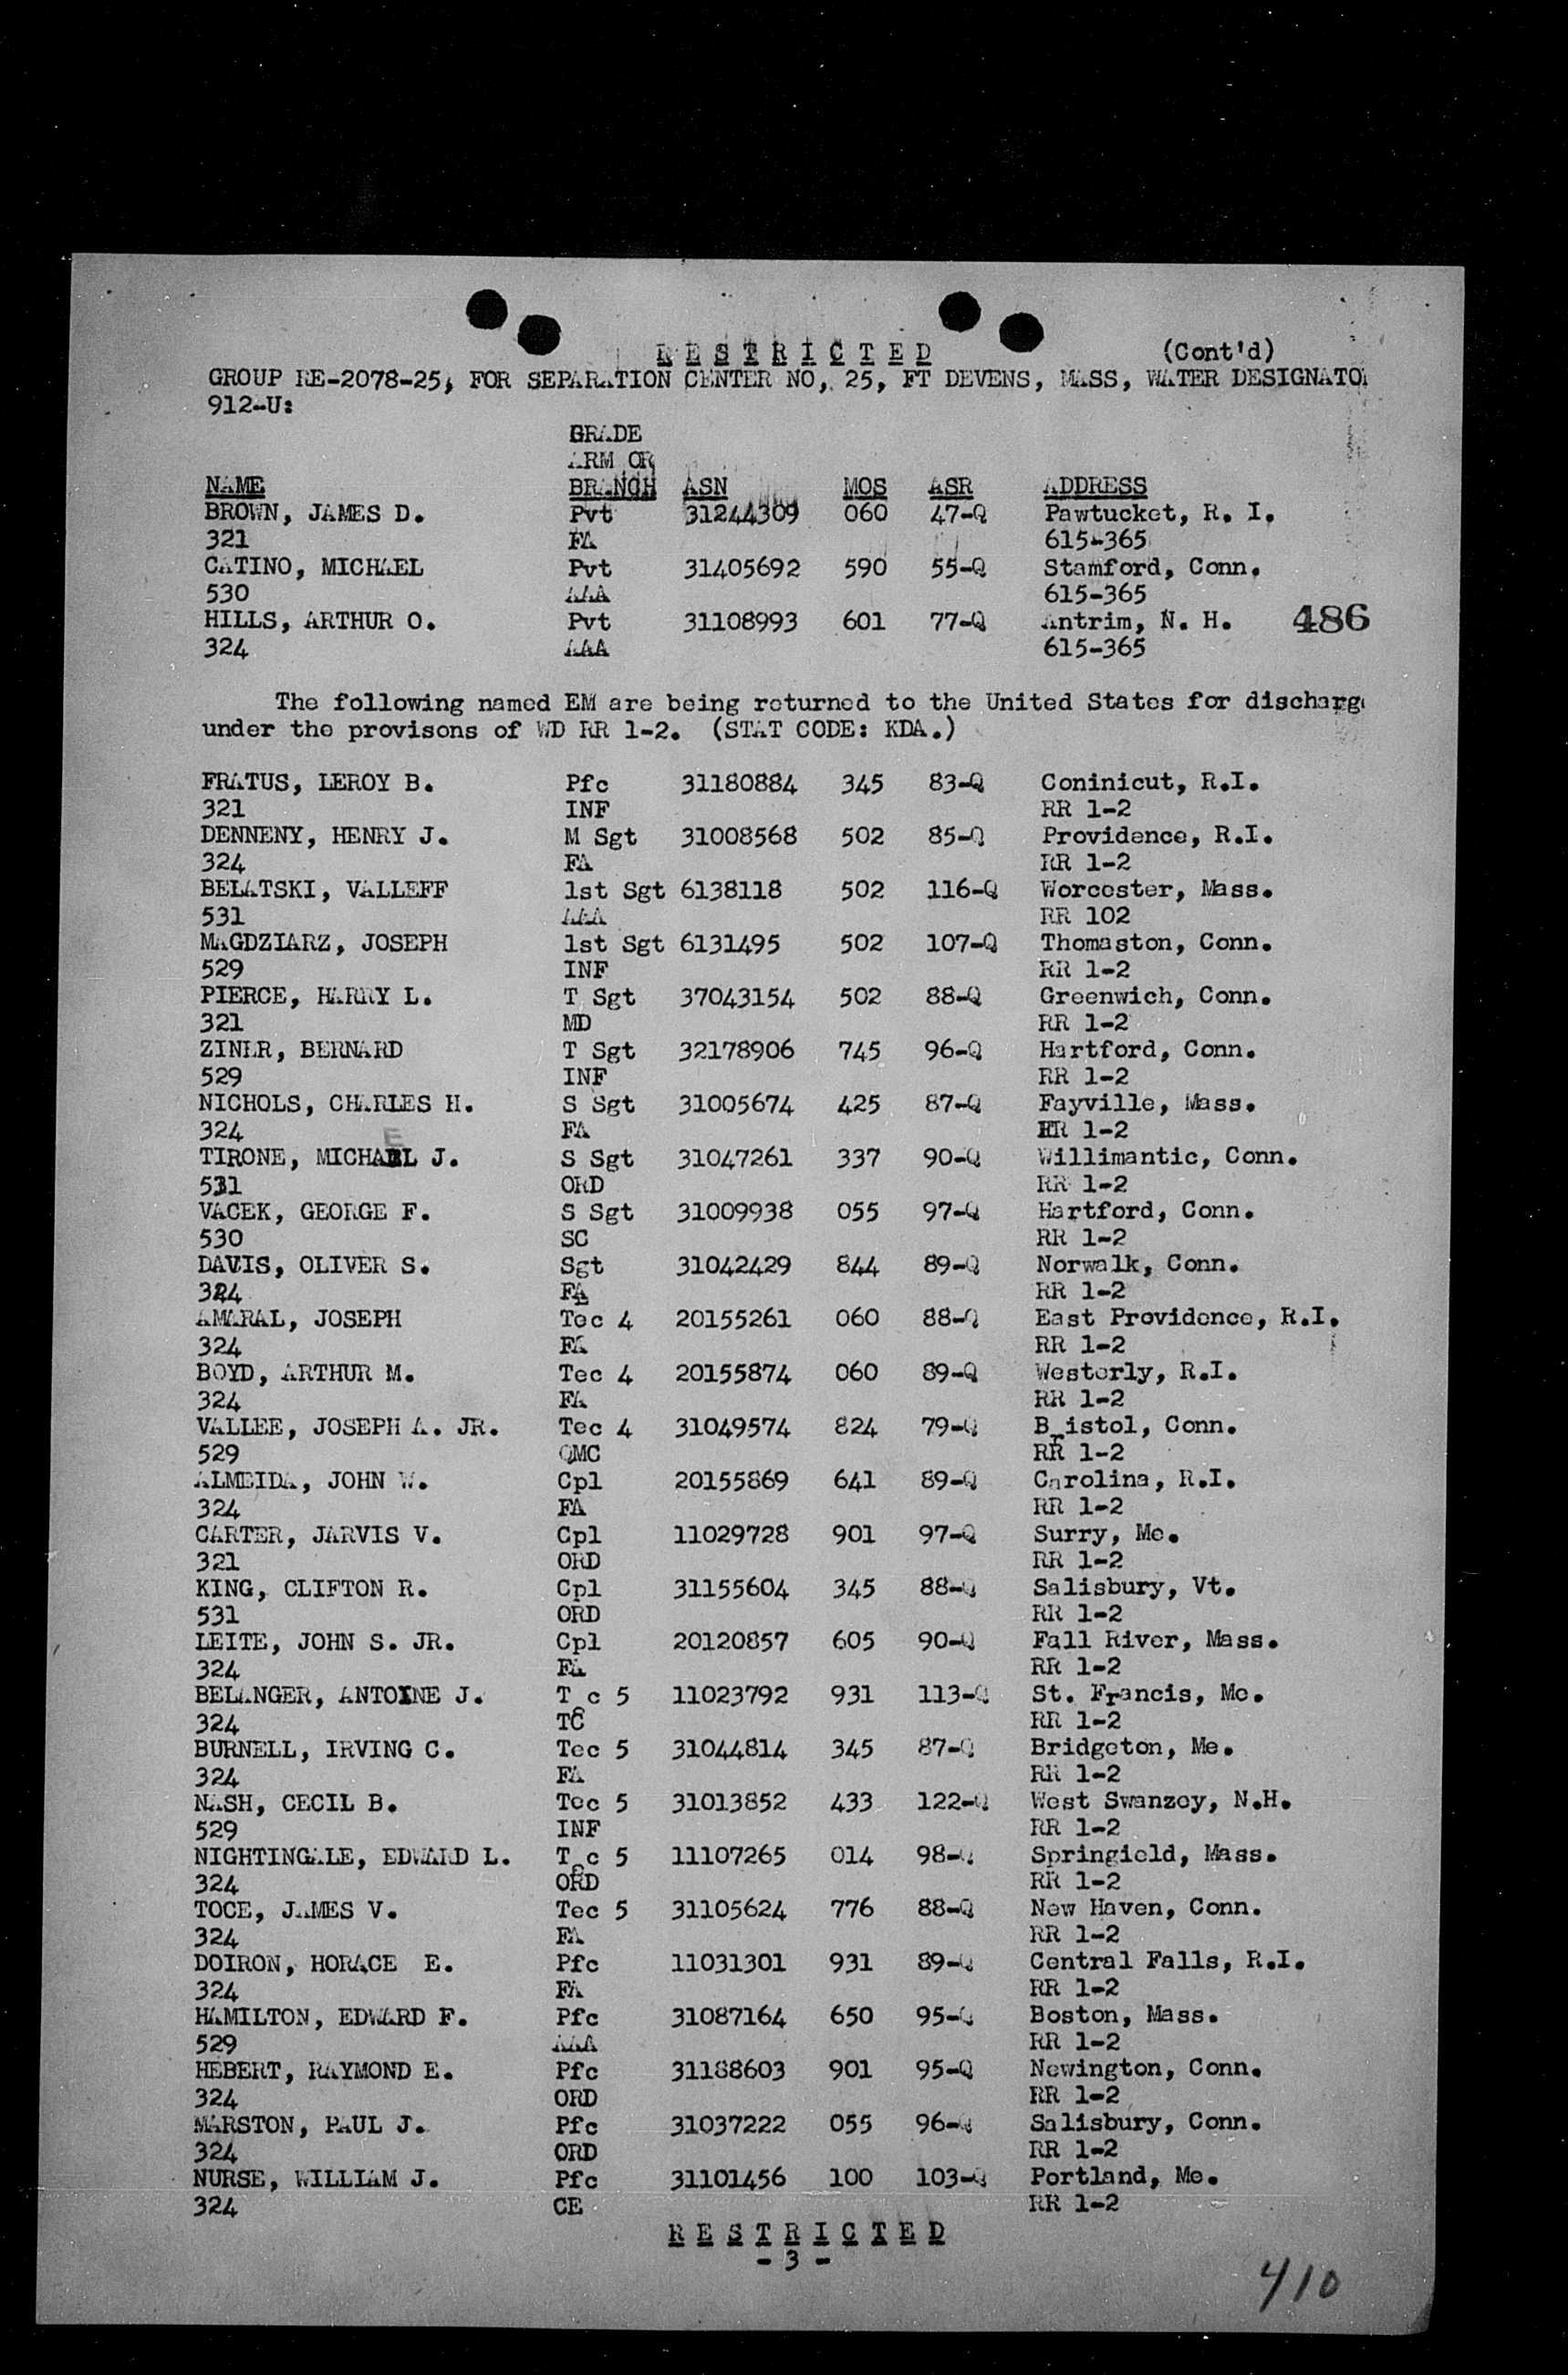 RESTRICTED (Cont'd)
GROUP RE-2078-25, FOR SEPARATION CENTER NO, 25, FT DEVENS, MASS, WATER DESIGNATO
912-U:
GRADE
ARM OR
NAME BRANCH ASN MOS ASR ADDRESS
BROWN, JAMES D. Pvt 31244309 060 47-Q Pawtucket, R. I.
321 FA 615-365
CATINO, MICHAEL Pvt 31405692 590 55-Q Stamford, Conn.
530 AAA 615-365
HILLS, ARTHUR O. Pvt 31108993 601 77-Q Antrim, N. H. 486
324 AAA 615-365
The following named EM are being returned to the United States for discharge
under the provisons of WD RR 1-2. (STAT CODE: KDA.)
FRATUS, LEROY B. Pfc 31180884 345 83-Q Coninicut, R.I.
321 INF RR 1-2
DENNENY, HENRY J. M Sgt 31008568 502 85-Q Providence, R.I.
324 FA RR 1-2
BELATSKI, VALLEFF 1st Sgt 6138118 502 116-Q Worcester, Mass.
531 AAA RR 102
MAGDZIARZ, JOSEPH 1st Sgt 6131495 502 107-Q Thomaston, Conn.
529 INF RR 1-2
PIERCE, HARRY L. T Sgt 37043154 502 88-Q Greenwich, Conn.
321 MD RR 1-2
ZINER, BERNARD T Sgt 32178906 745 96-Q Hartford, Conn.
529 INF RR 1-2
NICHOLS, CHARLES H. S Sgt 31005674 425 87-Q Fayville, Mass.
324 FA RR 1-2
TIRONE, MICHAEL J. S Sgt 31047261 337 90-Q Willimantic, Conn.
531 ORD RR 1-2
VACEK, GEORGE F. S Sgt 31009938 055 97-Q Hartford, Conn.
530 SC RR 1-2
DAVIS, OLIVER S. Sgt 31042429 844 89-Q Norwalk, Conn.
324 FA RR 1-2
AMARAL, JOSEPH Tec 4 20155261 060 88-Q East Providence, R.I.
324 FA RR 1-2
BOYD, ARTHUR M. Tec 4 20155874 060 89-Q Westerly, R.I.
324 FA RR 1-2
VALLEE, JOSEPH A. JR. Tec 4 31049574 824 79-Q Bristol, Conn.
529 QMC RR 1-2
ALMEIDA, JOHN W. Cpl 20155869 641 89-Q Carolina, R.I.
324 FA RR 1-2
CARTER, JARVIS V. Cpl 11029728 901 97-Q Surry, Me.
321 ORD RR 1-2
KING, CLIFTON R. Cpl 31155604 345 88-Q Salisbury, Vt.
531 ORD RR 1-2
LEITE, JOHN S. JR. Cpl 20120857 605 90-Q Fall River, Mass.
324 FA RR 1-2
BELANGER, ANTOINE J. Tec 5 11023792 931 113-Q St. Francis, Me.
324 TC RR 1-2
BURNELL, IRVING C. Tec 5 31044814 345 87-Q Bridgeton, Me.
324 FA RR 1-2
NASH, CECIL B. Tec 5 31013852 433 122-Q West Swanzey, N.H.
529 INF RR 1-2
NIGHTINGALE, EDWARD L. Tec 5 11107265 014 98-Q Springield, Mass.
324 ORD RR 1-2
TOCE, JAMES V. Tec 5 31105624 776 88-Q New Haven, Conn.
324 FA RR 1-2
DOIRON, HORACE E. Pfc 11031301 931 89-Q Central Falls, R.I.
324 FA RR 1-2
HAMILTON, EDWARD F. Pfc 31087164 650 95-Q Boston, Mass.
529 AAA RR 1-2
HEBERT, RAYMOND E. Pfc 31188603 901 95-Q Newington, Conn.
324 ORD RR 1-2
MARSTON, PAUL J. Pfc 31037222 055 96-Q Salisbury, Conn.
324 ORD RR 1-2
NURSE, WILLIAM J. Pfc 31101456 100 103-Q Portland, Me.
324 CE RR 1-2
RESTRICTED
- 3 -
410